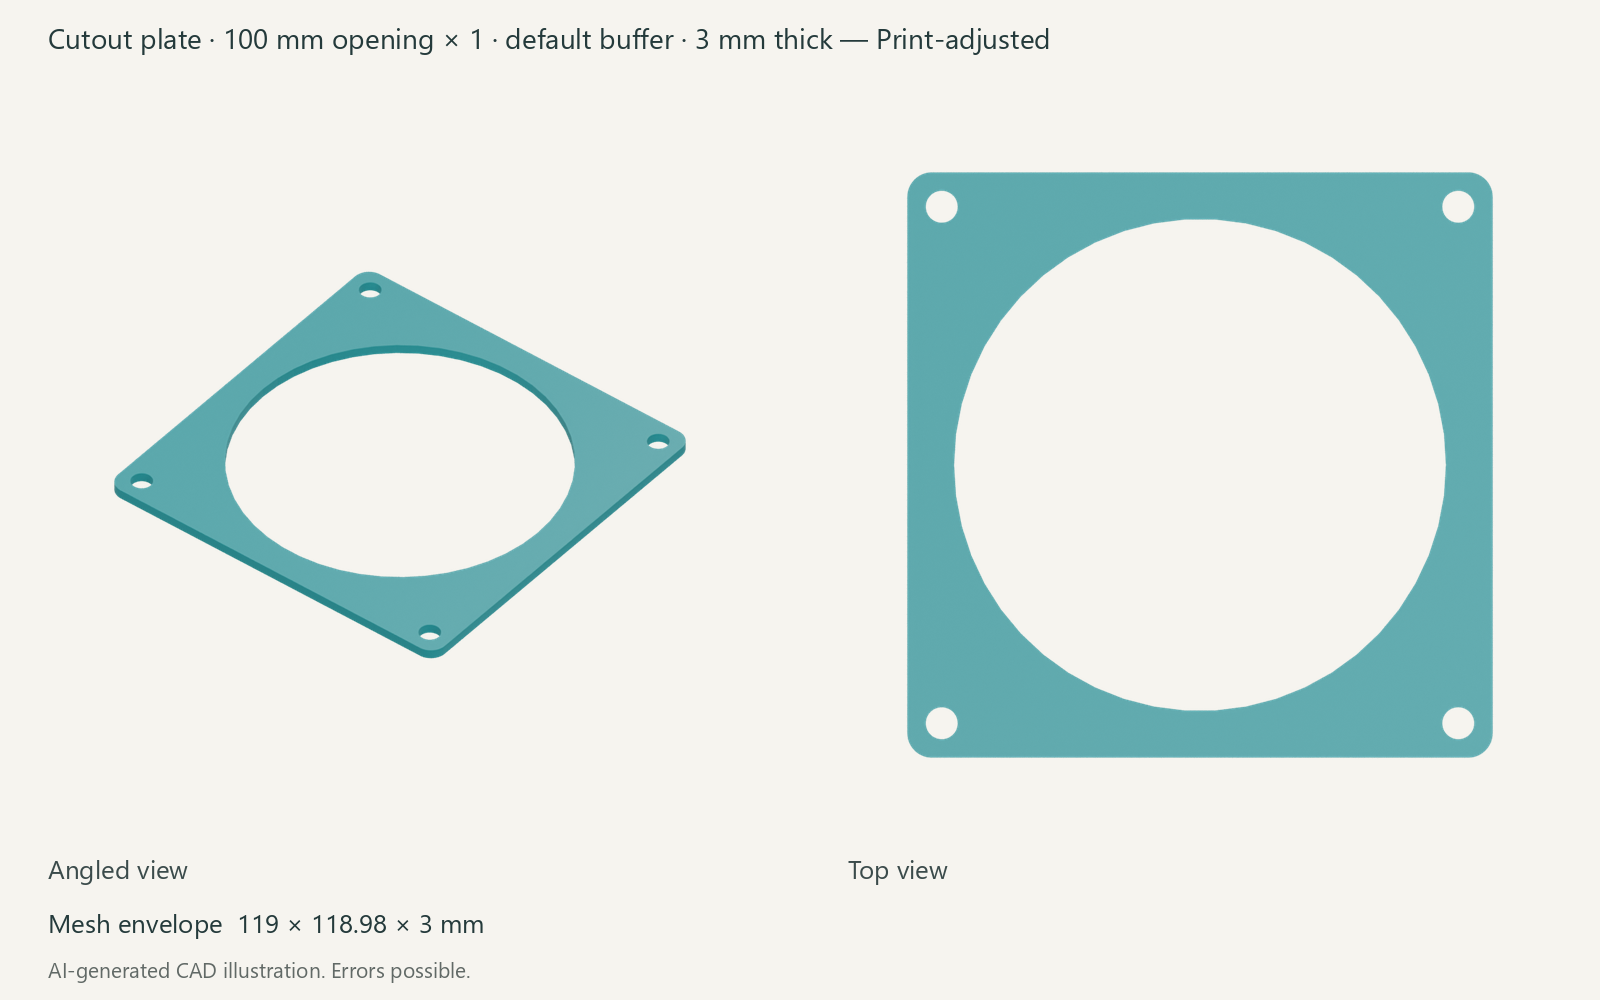 Cutout plate · 100 mm opening × 1 · default buffer · 3 mm thick — Print-adjusted
Angled view
Top view
Mesh envelope 119 × 118.98 × 3 mm
AI-generated CAD illustration. Errors possible.